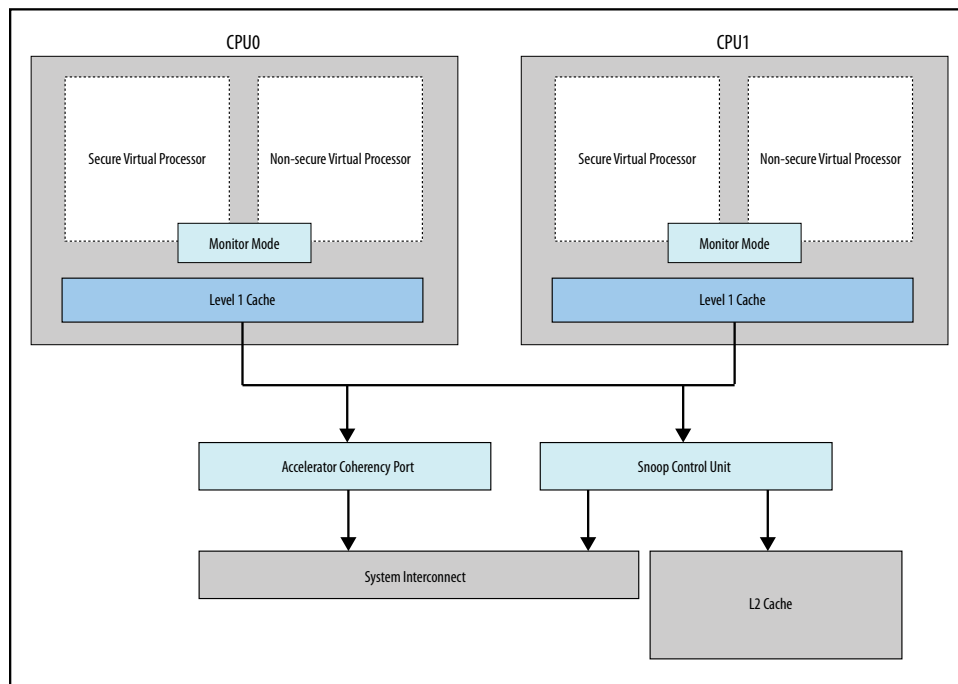 CPU0
CPU1
Secure Virtual Processor
Non-secure Virtual Processor
Secure Virtual Processor
Non-secure Virtual Processor
Monitor Mode
Monitor Mode
Level 1 Cache
Level 1 Cache
Accelerator Coherency Port
Snoop Control Unit
System Interconnect
L2 Cache